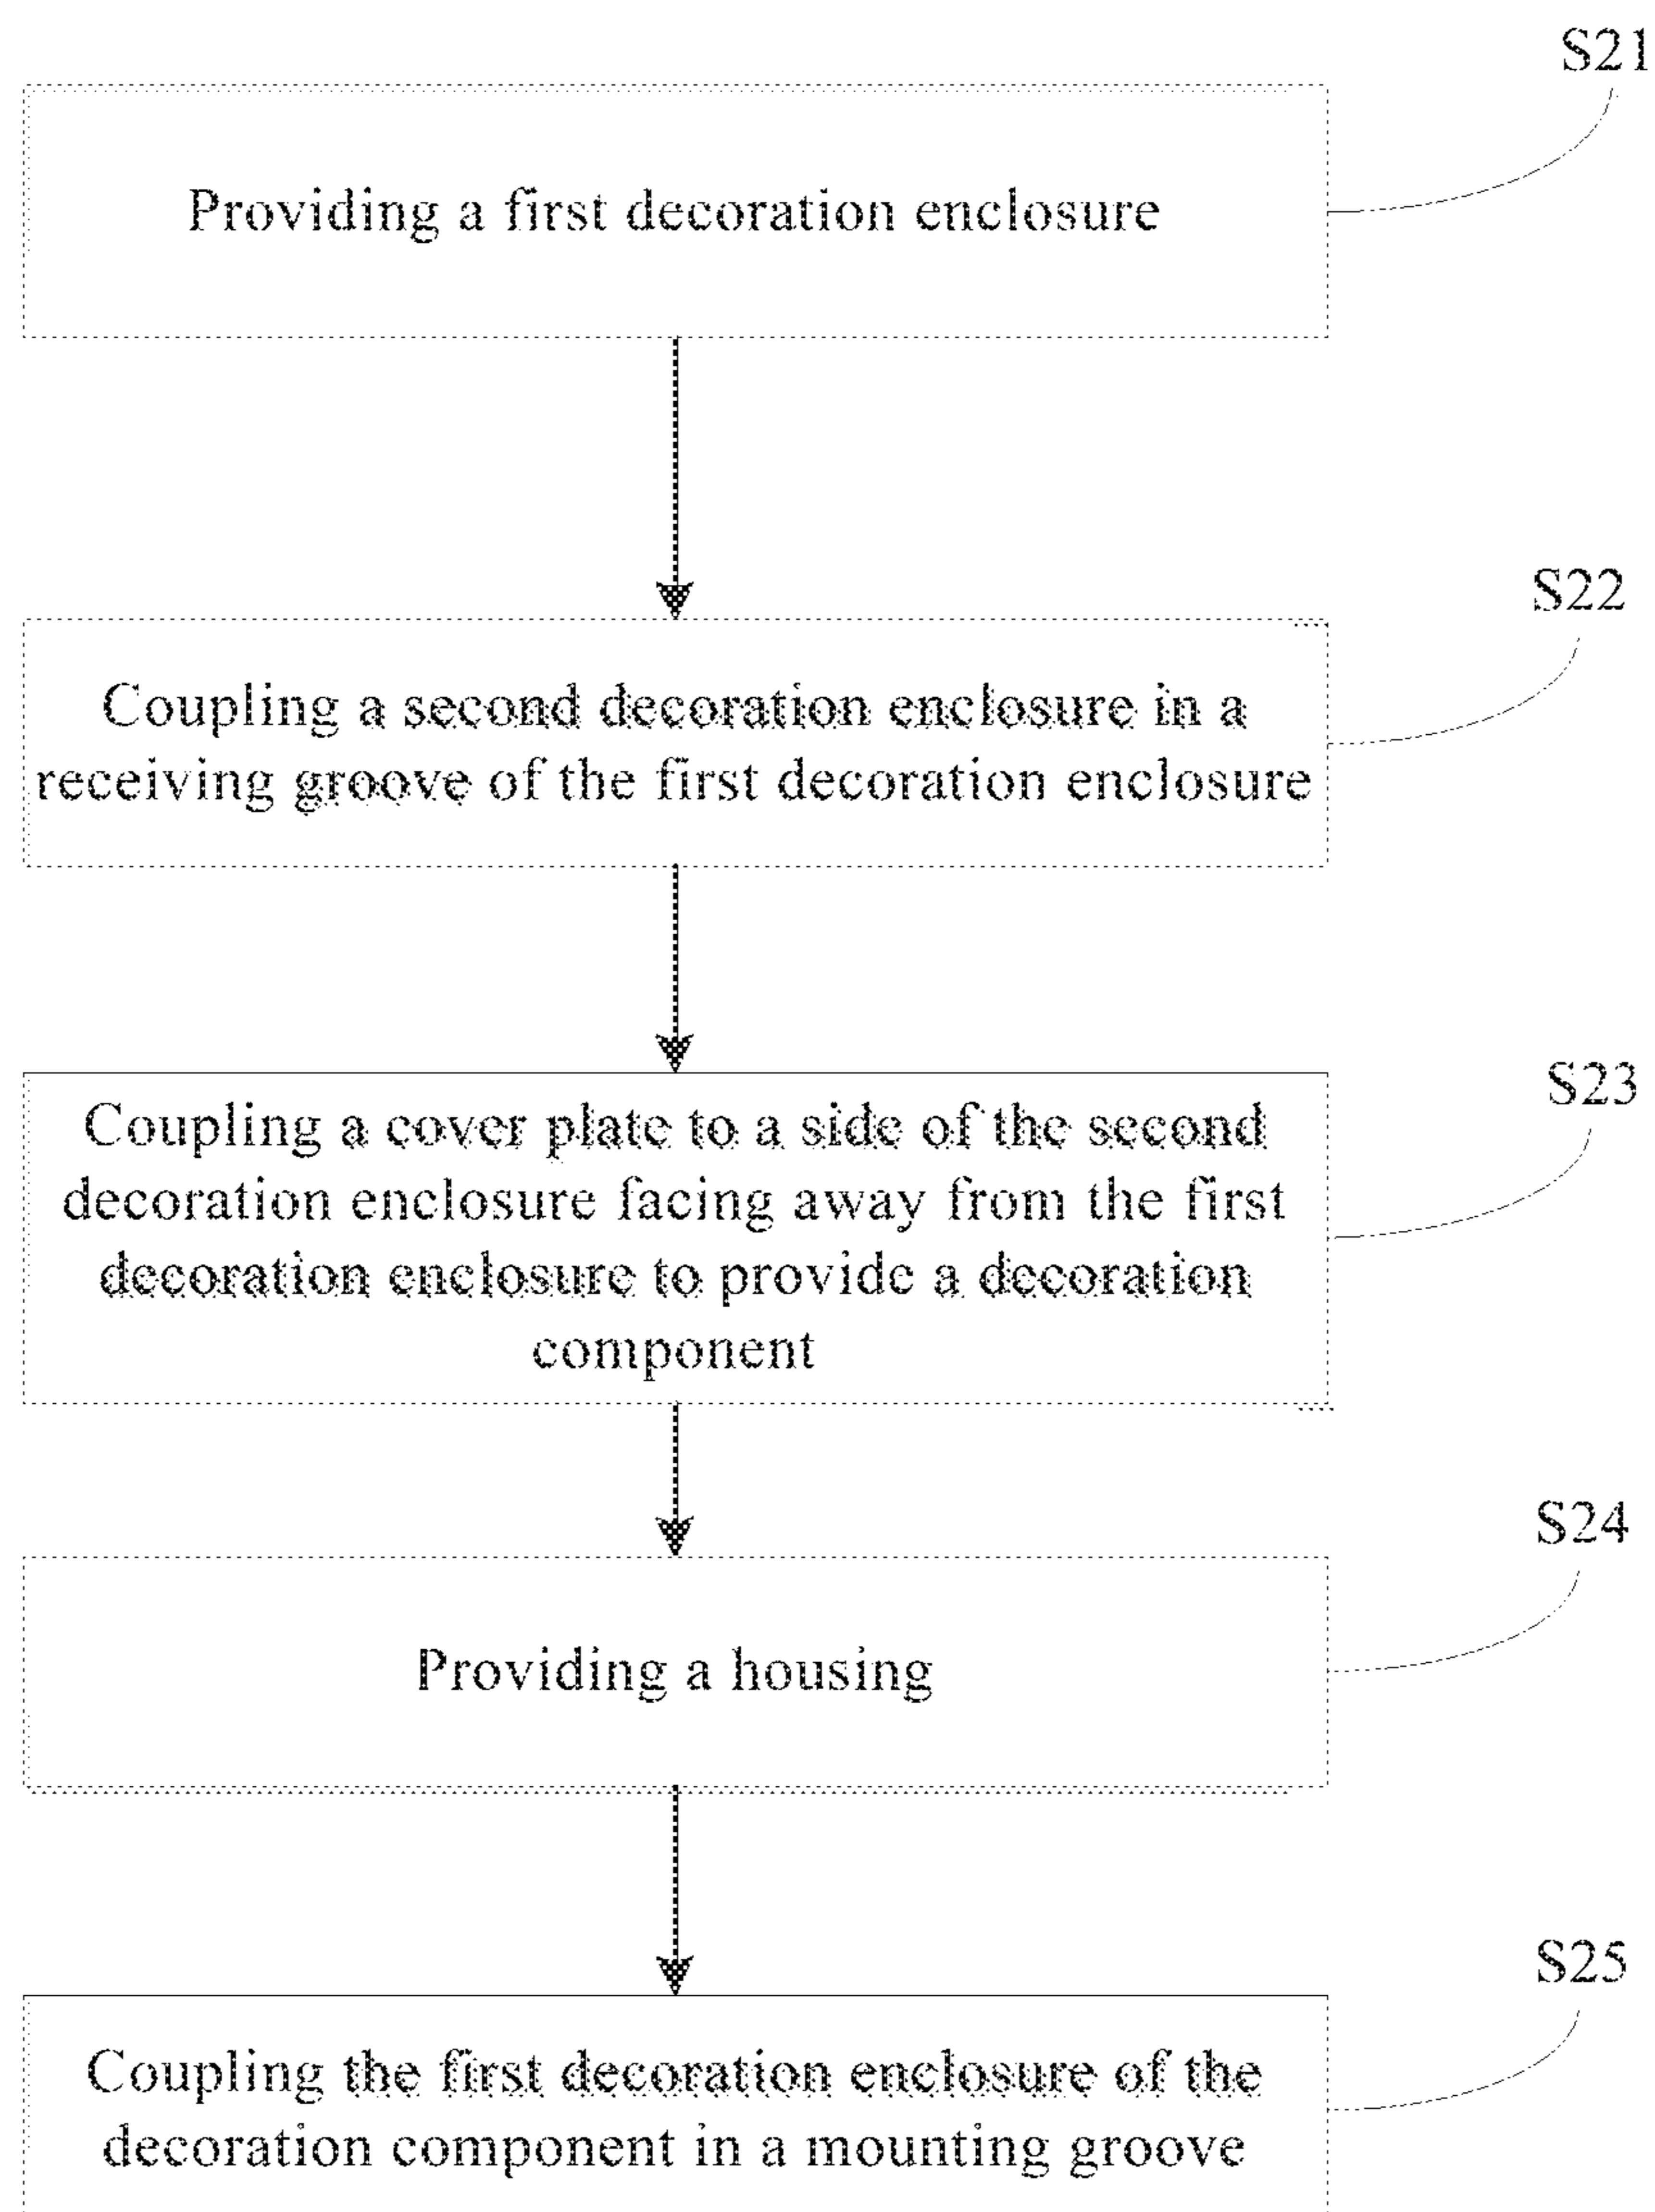 S21
Providing a first decoration enclosure
S22
Coupling a second decoration enclosure in a
receiving groove of the first decoration enclosure
S23
Coupling a cover plate to a side of the second
decoration enclosure facing away from the first
decoration enclosure to provide a decoration
component
S24
Providing a housing
S25
Coupling the first decoration enclosure of the
decoration component in a mounting groove